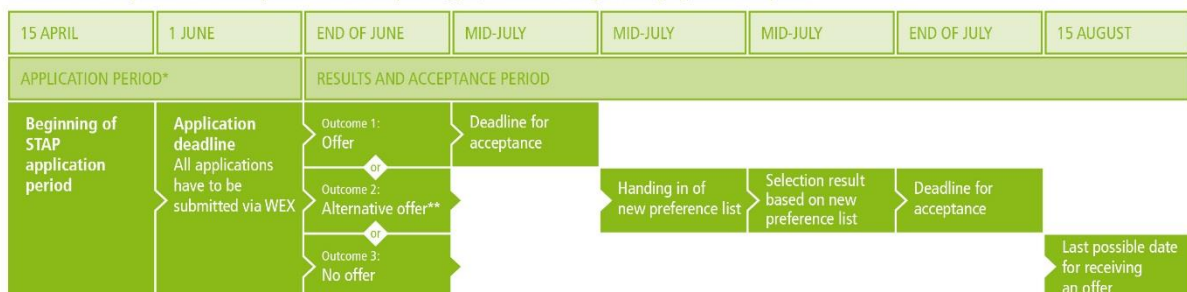 15 APRIL
1 JUNE
END OF JUNE
MID-JULY
MID-JULY
MID-JULY
END OF JULY
15 AUGUST
APPLICATION PERIOD*
RESULTS AND ACCEPTANCE PERIOD
Beginning of
STAP
application
period
Application
deadline
All applications
have to be
submitted via WEX
Outcome 1:
Offer
or
Outcome 2:
Alternative offer**
or
Outcome 3:
No offer
Deadline for
acceptance
Handing in of
new preference list
Selection result
based on new
preference list
Deadline for
acceptance
Last possible date
for receiving
an offer